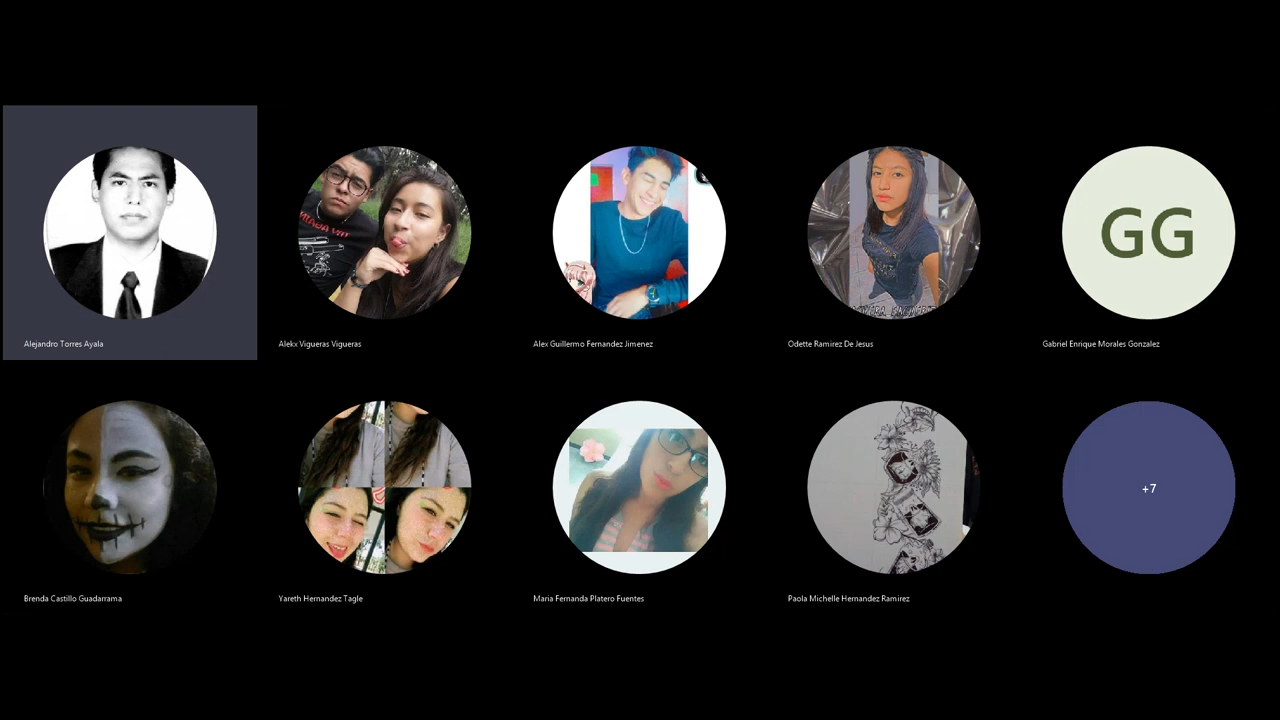 GG
Alejandro Torres Ayala
Alekx Vigueras Vigueras
Alex Guillermo Fernandez Jimenez
Odette Ramirez De Jesus
Gabriel Enrique Morales Gonzalez
+7
Brenda Castillo Guadarrama
Yareth Hernandez Tagle
Maria Fernanda Platero Fuentes
Paola Michelle Hernandez Ramirez